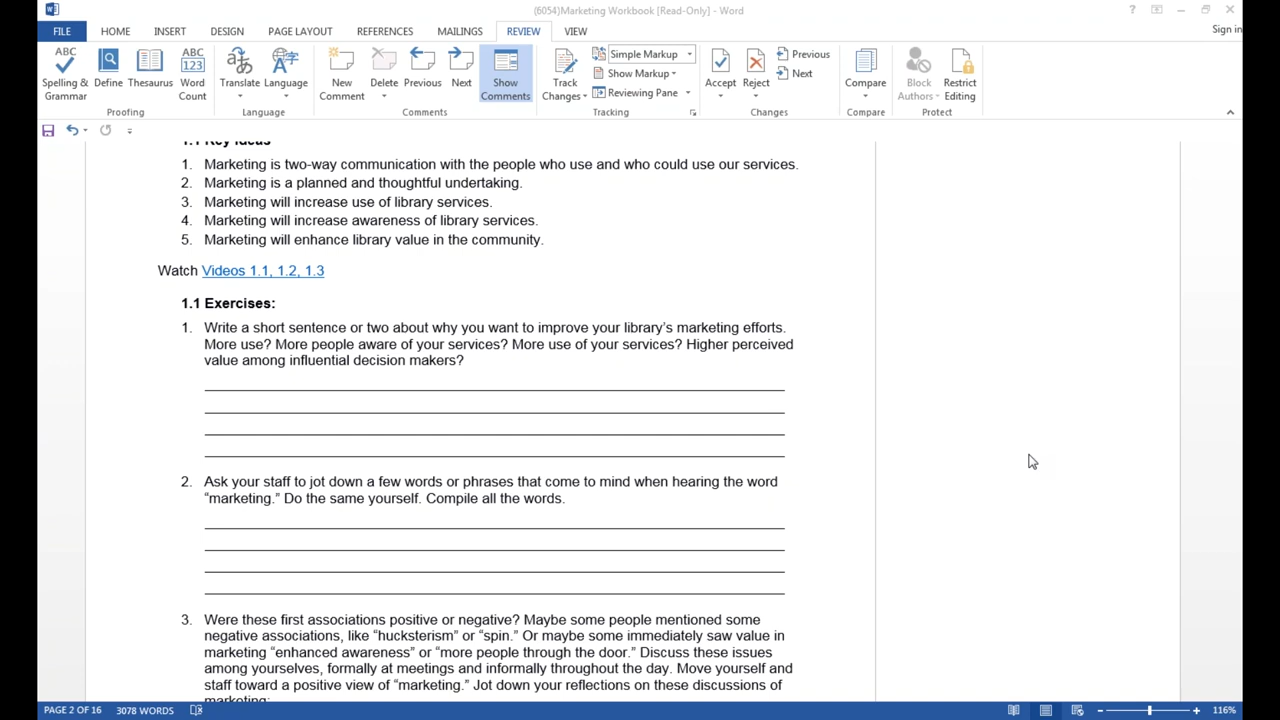 (6054)Marketing Workbook [Read-Only] - Word
?
Sign in
FILE HOME INSERT DESIGN PAGE LAYOUT REFERENCES MAILINGS REVIEW VIEW
ABC
Spelling & Grammar
Define
Thesaurus
ABC 123
Word Count
Proofing
Translate
Language
Language
New Comment
Delete
Previous
Next
Show Comments
Comments
Track Changes
Simple Markup
Show Markup
Reviewing Pane
Tracking
Accept
Reject
Previous
Next
Changes
Compare
Compare
Block Authors
Restrict Editing
Protect
1.1 Key Ideas
1. Marketing is two-way communication with the people who use and who could use our services.
2. Marketing is a planned and thoughtful undertaking.
3. Marketing will increase use of library services.
4. Marketing will increase awareness of library services.
5. Marketing will enhance library value in the community.
Watch Videos 1.1, 1.2, 1.3
1.1 Exercises:
1. Write a short sentence or two about why you want to improve your library’s marketing efforts.
More use? More people aware of your services? More use of your services? Higher perceived
value among influential decision makers?
2. Ask your staff to jot down a few words or phrases that come to mind when hearing the word
“marketing.” Do the same yourself. Compile all the words.
3. Were these first associations positive or negative? Maybe some people mentioned some
negative associations, like “hucksterism” or “spin.” Or maybe some immediately saw value in
marketing “enhanced awareness” or “more people through the door.” Discuss these issues
among yourselves, formally at meetings and informally throughout the day. Move yourself and
staff toward a positive view of “marketing.” Jot down your reflections on these discussions of
marketing:
PAGE 2 OF 16 3078 WORDS 116%